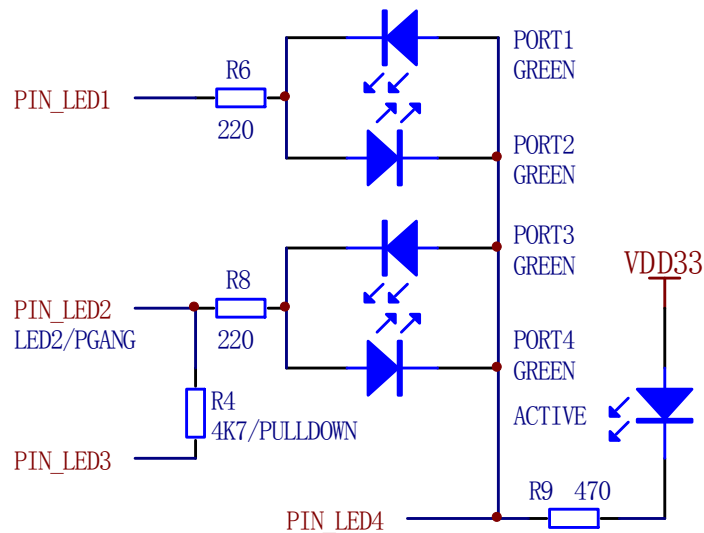 PORT1
GREEN
R6
PIN_LED1
220
PORT2
GREEN
PORT3
GREEN
VDD33
R8
PIN_LED2
LED2/PGANG
220
PORT4
GREEN
R4
4K7/PULLDOWN
ACTIVE
PIN_LED3
R9 470
PIN_LED4